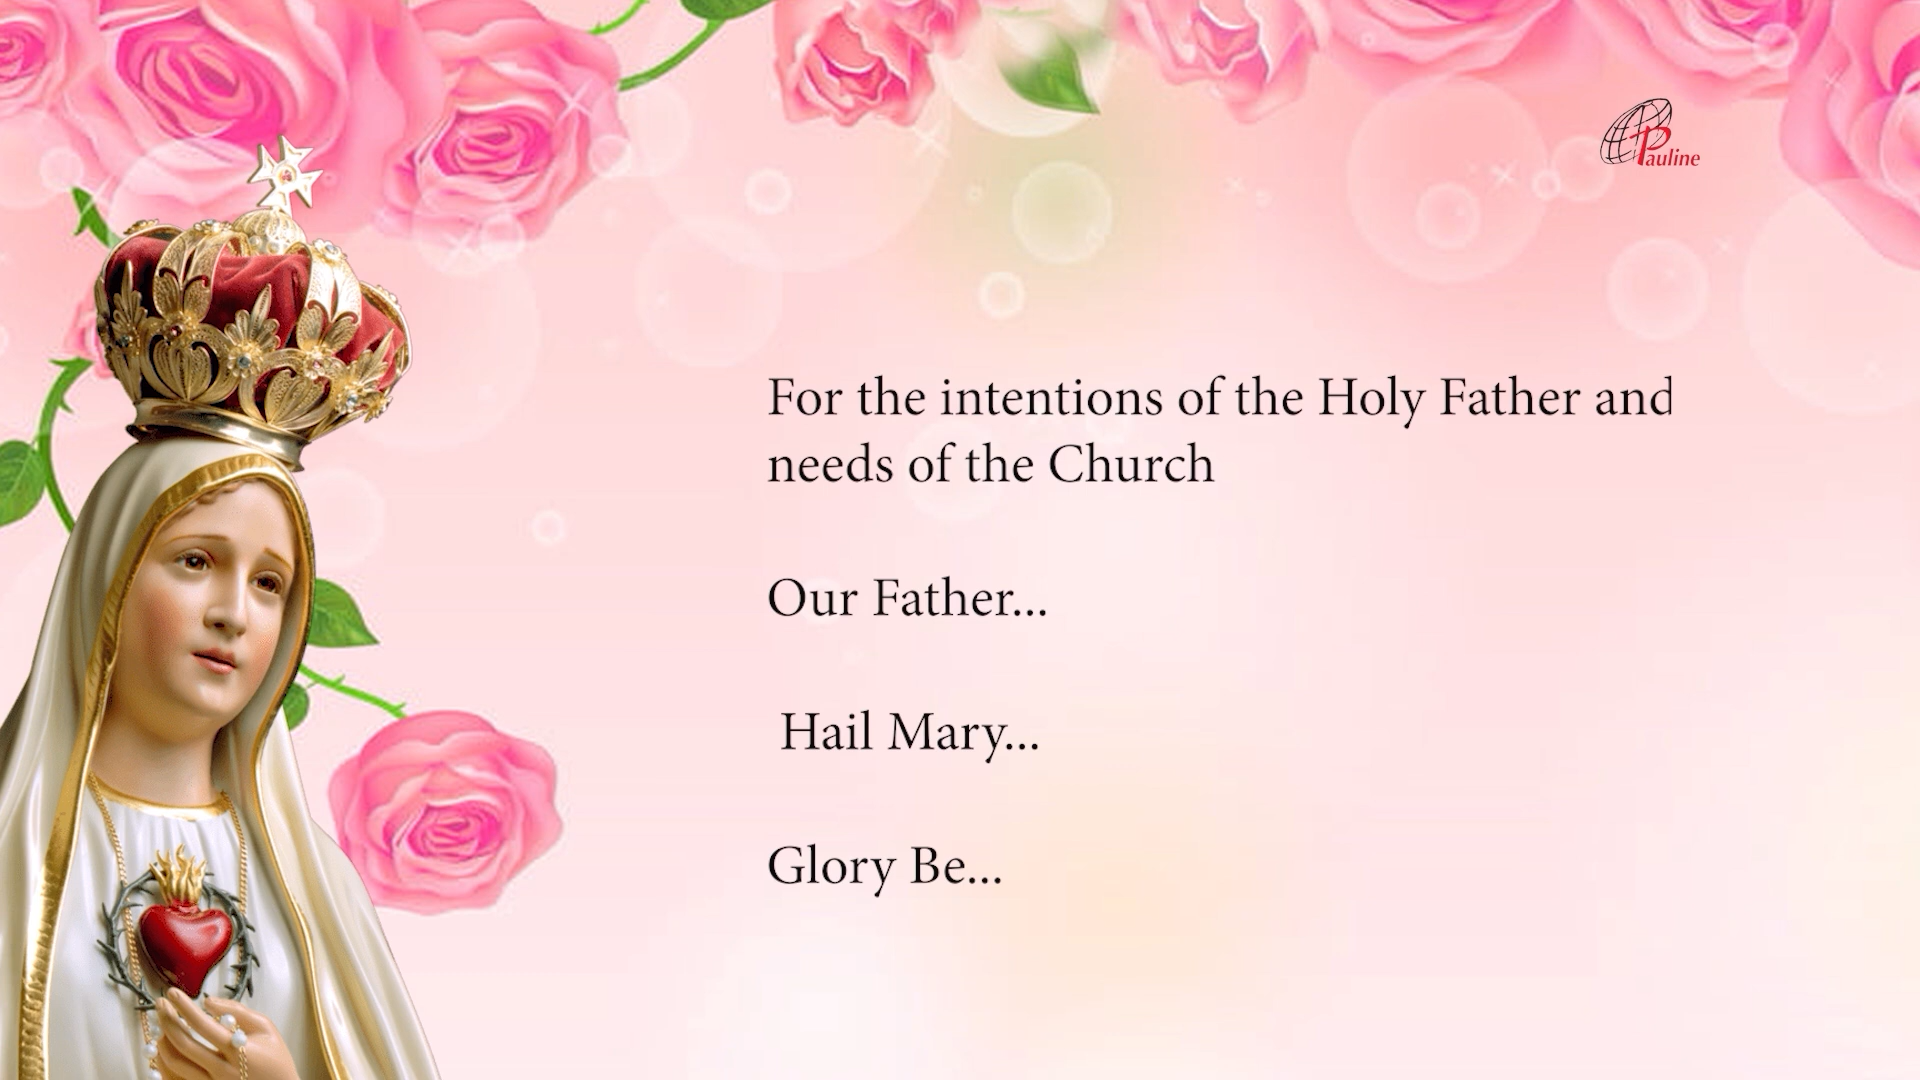 Pauline
For the intentions of the Holy Father and
needs of the Church
Our Father...
Hail Mary...
Glory Be...